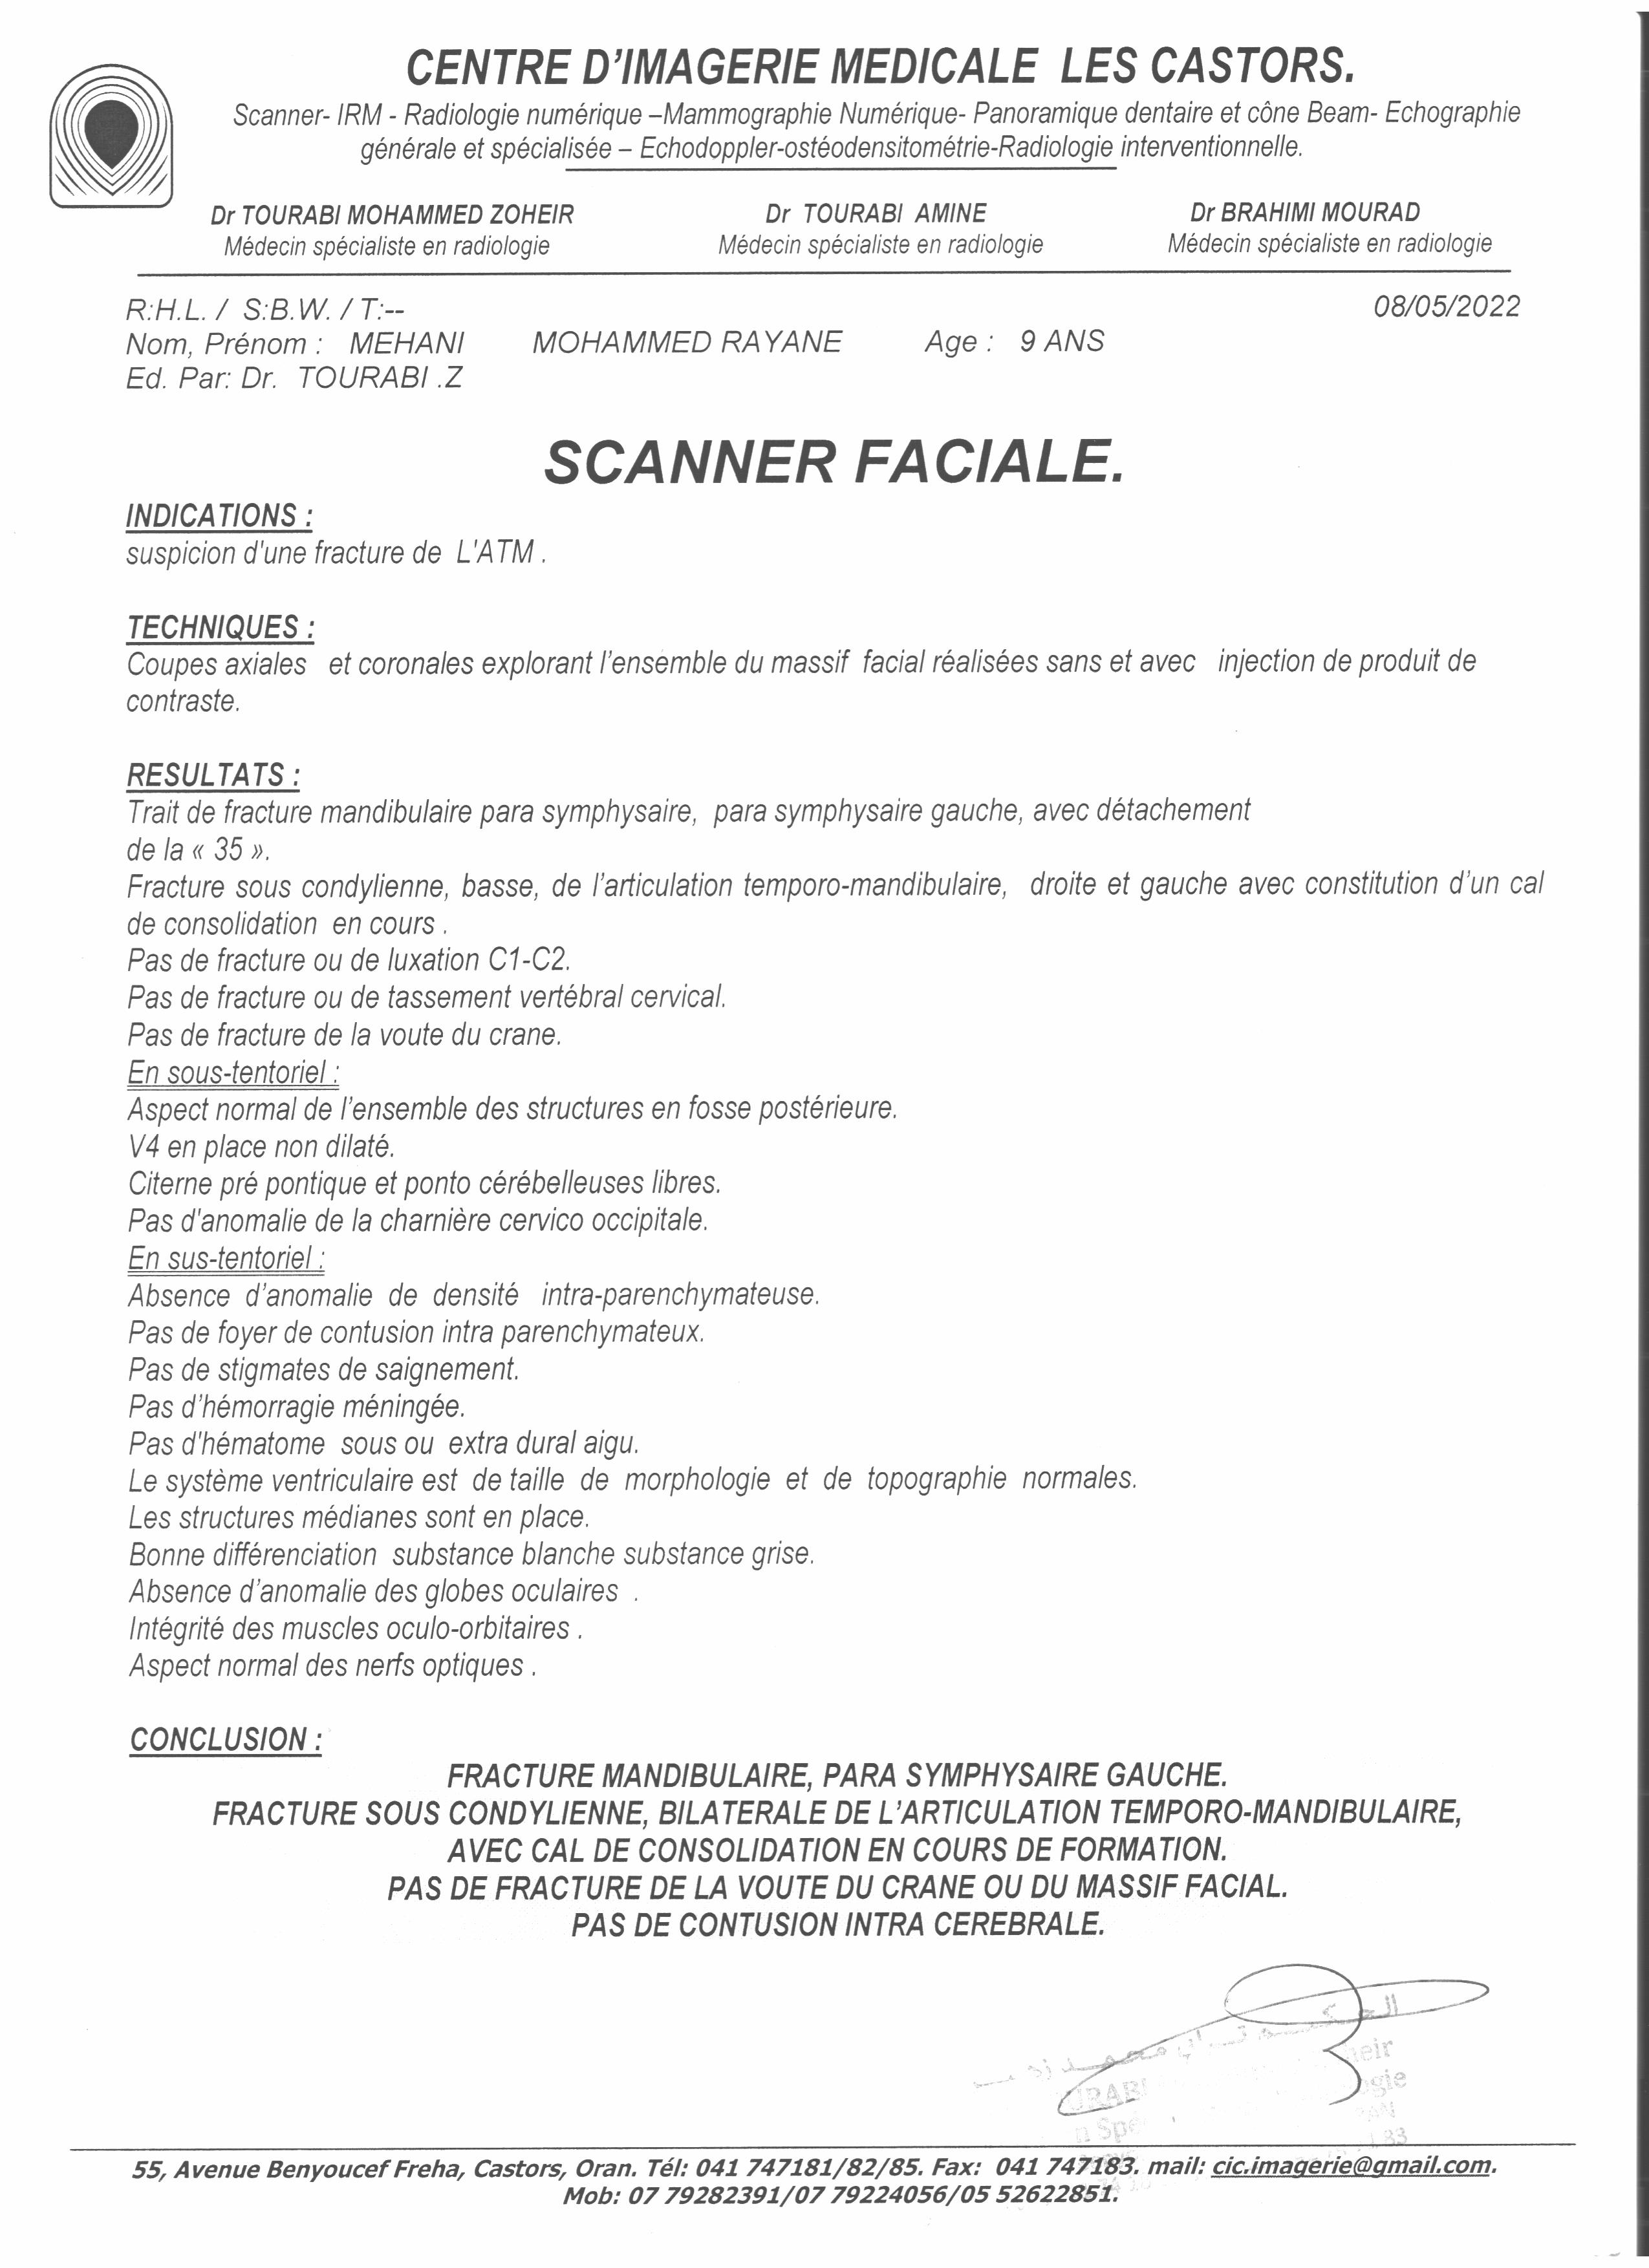 CENTRE D'IMAGERIE MEDICALE LES CASTORS.
Scanner- IRM - Radiologie numérique –Mammographie Numérique- Panoramique dentaire et cône Beam- Echographie
générale et spécialisée – Echodoppler-ostéodensitométrie-Radiologie interventionnelle.
Dr TOURABI MOHAMMED ZOHEIR Dr TOURABI AMINE Dr BRAHIMI MOURAD
Médecin spécialiste en radiologie Médecin spécialiste en radiologie Médecin spécialiste en radiologie
R:H.L. / S:B.W. / T:-- 08/05/2022
Nom, Prénom : MEHANI MOHAMMED RAYANE Age : 9 ANS
Ed. Par: Dr. TOURABI .Z
SCANNER FACIALE.
INDICATIONS :
suspicion d'une fracture de L'ATM .
TECHNIQUES :
Coupes axiales et coronales explorant l'ensemble du massif facial réalisées sans et avec injection de produit de
contraste.
RESULTATS :
Trait de fracture mandibulaire para symphysaire, para symphysaire gauche, avec détachement
de la « 35 ».
Fracture sous condylienne, basse, de l'articulation temporo-mandibulaire, droite et gauche avec constitution d'un cal
de consolidation en cours .
Pas de fracture ou de luxation C1-C2.
Pas de fracture ou de tassement vertébral cervical.
Pas de fracture de la voute du crane.
En sous-tentoriel :
Aspect normal de l'ensemble des structures en fosse postérieure.
V4 en place non dilaté.
Citerne pré pontique et ponto cérébelleuses libres.
Pas d'anomalie de la charnière cervico occipitale.
En sus-tentoriel :
Absence d'anomalie de densité intra-parenchymateuse.
Pas de foyer de contusion intra parenchymateux.
Pas de stigmates de saignement.
Pas d'hémorragie méningée.
Pas d'hématome sous ou extra dural aigu.
Le système ventriculaire est de taille de morphologie et de topographie normales.
Les structures médianes sont en place.
Bonne différenciation substance blanche substance grise.
Absence d'anomalie des globes oculaires .
Intégrité des muscles oculo-orbitaires .
Aspect normal des nerfs optiques .
CONCLUSION :
FRACTURE MANDIBULAIRE, PARA SYMPHYSAIRE GAUCHE.
FRACTURE SOUS CONDYLIENNE, BILATERALE DE L'ARTICULATION TEMPORO-MANDIBULAIRE,
AVEC CAL DE CONSOLIDATION EN COURS DE FORMATION.
PAS DE FRACTURE DE LA VOUTE DU CRANE OU DU MASSIF FACIAL.
PAS DE CONTUSION INTRA CEREBRALE.
55, Avenue Benyoucef Freha, Castors, Oran. Tél: 041 747181/82/85. Fax: 041 747183. mail: cic.imagerie@gmail.com.
Mob: 07 79282391/07 79224056/05 52622851.